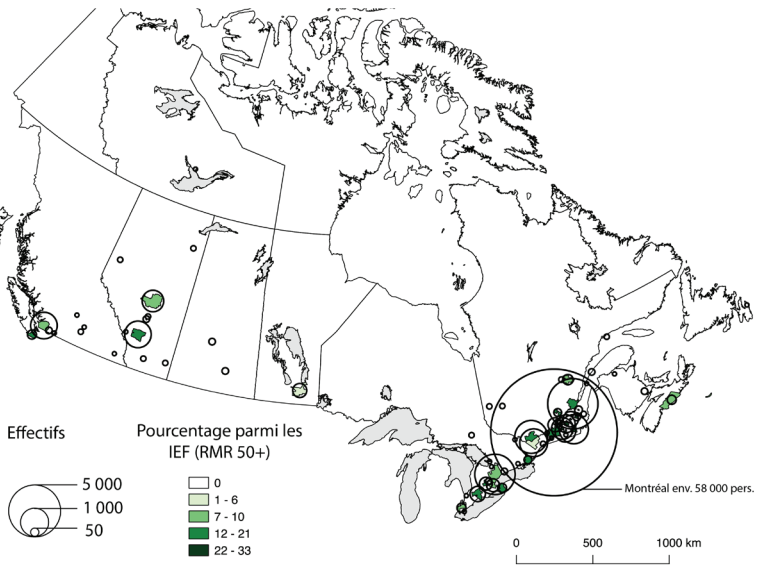 Effectifs
5 000
1 000
50
Pourcentage parmi les
IEF (RMR 50+)
0
1 - 6
7 - 10
12 - 21
22 - 33
Montréal env. 58 000 pers.
0 500 1000 km